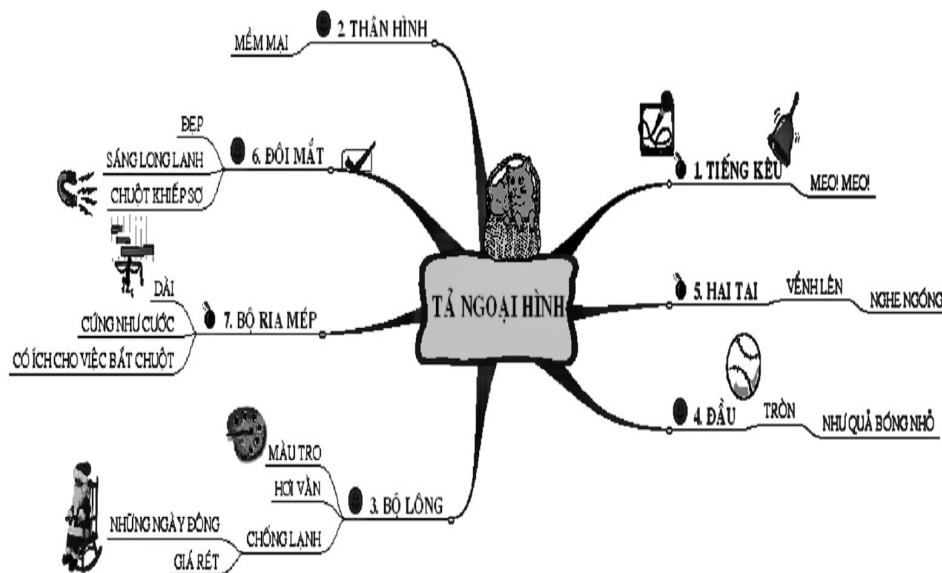 2. THÂN HÌNH
MỀM MẠI
6. ĐÔI MẮT
ĐẸP
SÁNG LONG LANH
CHUỘT KHIẾP SỢ
7. BỘ RIA MÉP
DÀI
CỨNG NHƯ CƯỚC
CÓ ÍCH CHO VIỆC BẮT CHUỘT
3. BỘ LÔNG
MÀU TRO
HƠI VẰN
CHỐNG LẠNH
NHỮNG NGÀY ĐÔNG
GIÁ RÉT
TẢ NGOẠI HÌNH
1. TIẾNG KÊU
MEO! MEO!
5. HAI TAI
VỂNH LÊN
NGHE NGÓNG
4. ĐẦU
TRÒN
NHƯ QUẢ BÓNG NHỎ